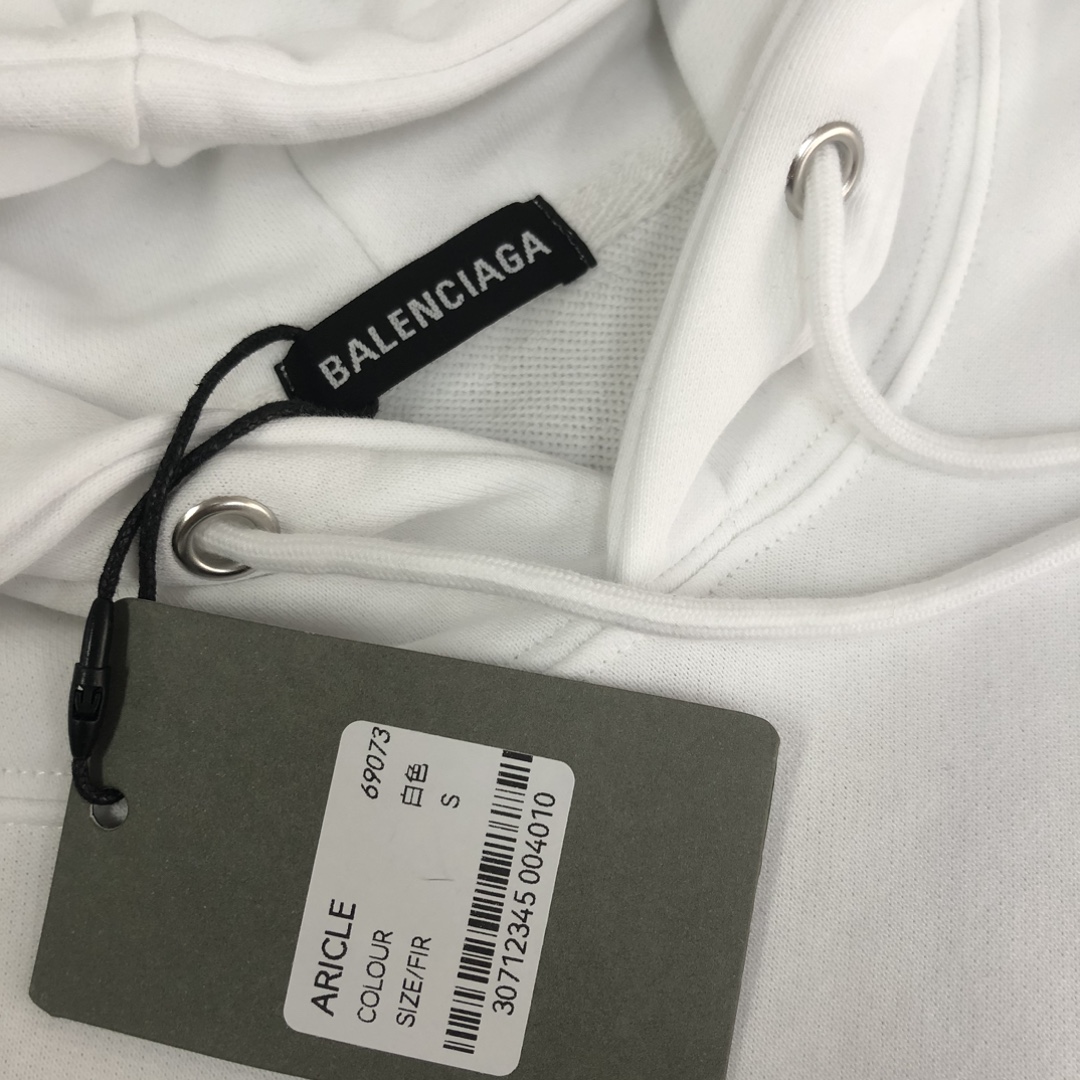 BALENCIAGA
ARICLE 69073
COLOUR 白色
SIZE/FIR S
30712345 004010